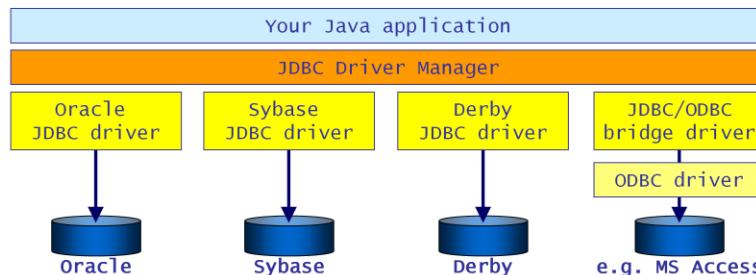 Your Java application
JDBC Driver Manager
Oracle
JDBC driver
Sybase
JDBC driver
Derby
JDBC driver
JDBC/ODBC
bridge driver
ODBC driver
Oracle
Sybase
Derby
e.g. MS Access